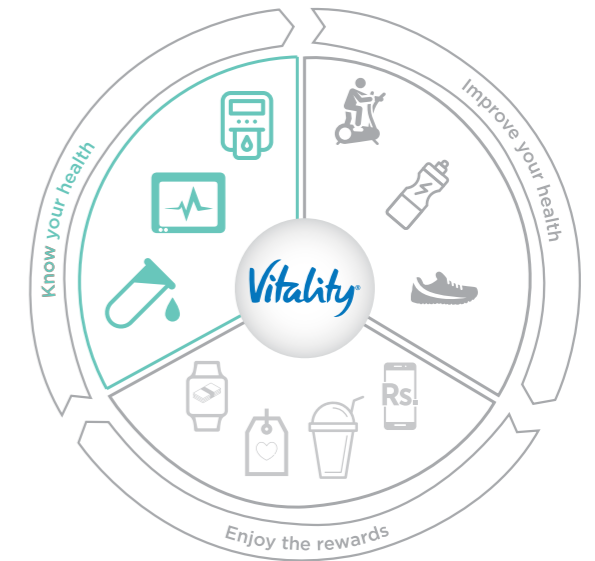 Know your health
Improve your health
Vitality®
Rs.
Enjoy the rewards